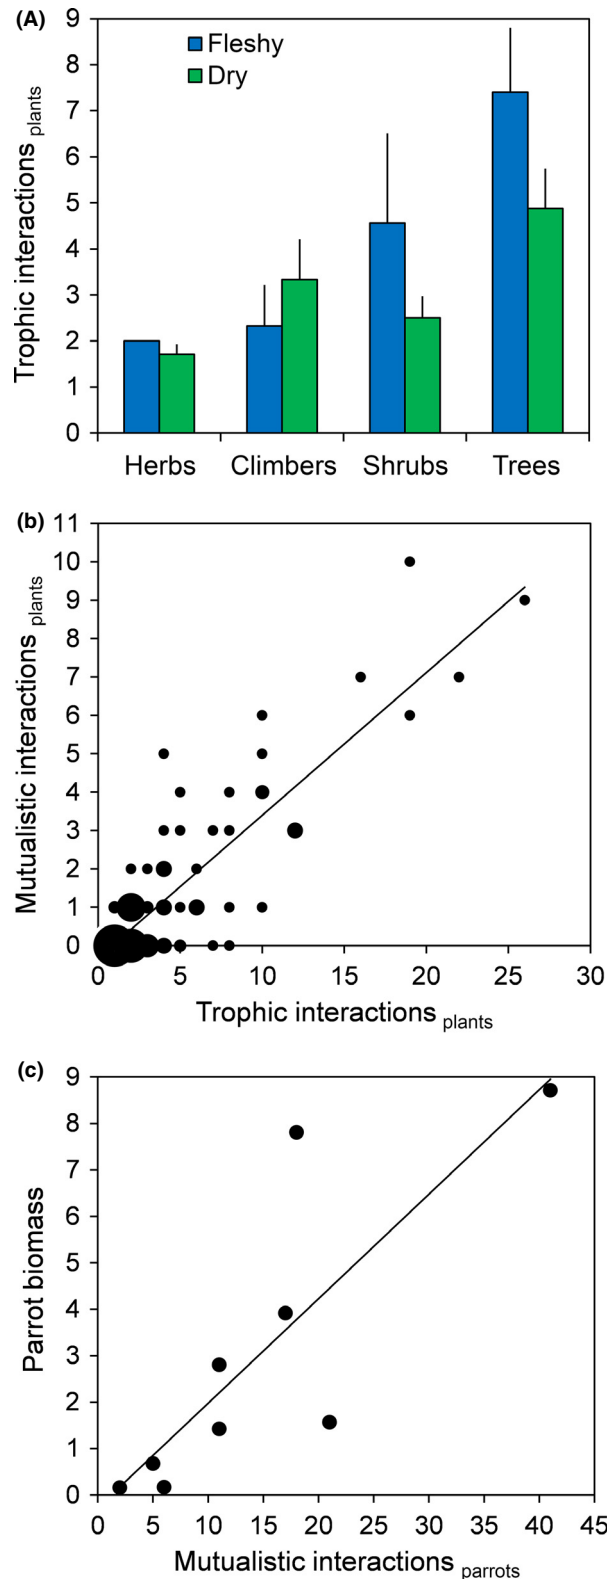 (A)
Trophic interactions plants
9
8
7
6
5
4
3
2
1
0
Fleshy
Dry
Herbs Climbers Shrubs Trees
(b)
Mutualistic interactions plants
11
10
9
8
7
6
5
4
3
2
1
0
0 5 10 15 20 25 30
Trophic interactions plants
(c)
Parrot biomass
9
8
7
6
5
4
3
2
1
0
0 5 10 15 20 25 30 35 40 45
Mutualistic interactions parrots